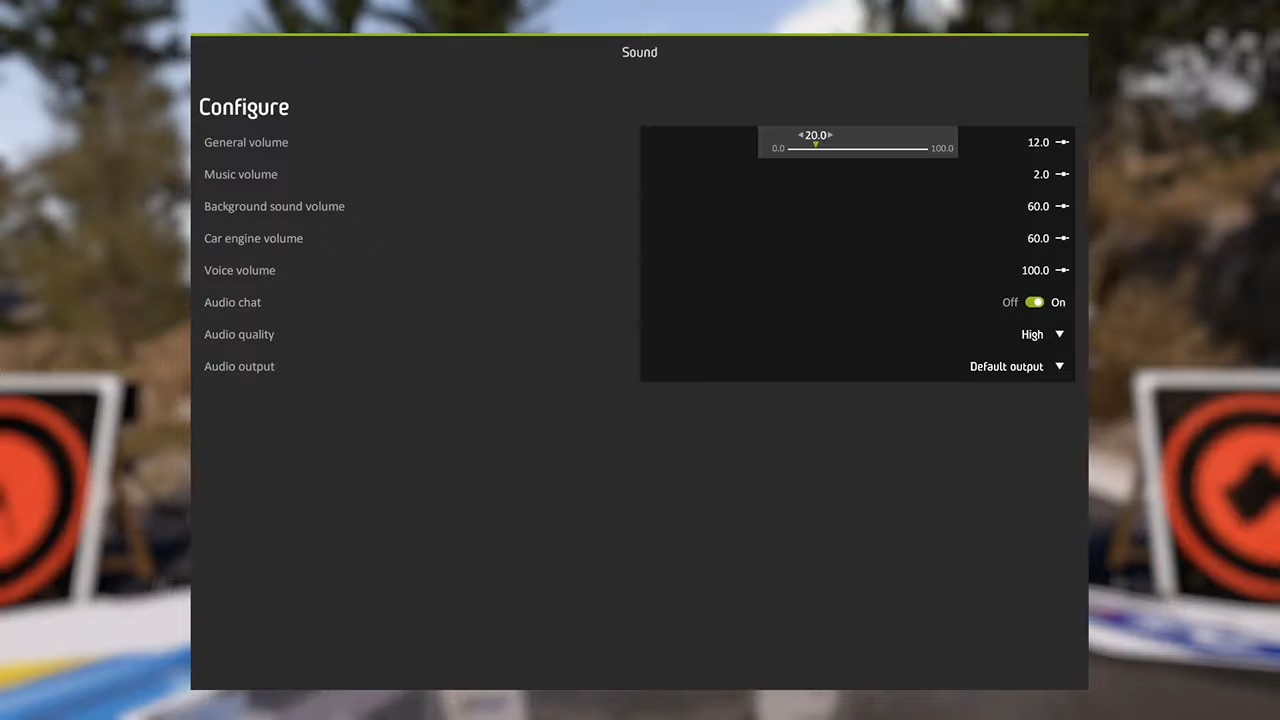 Sound
Configure
General volume 20.0 0.0 100.0 12.0
Music volume 2.0
Background sound volume 60.0
Car engine volume 60.0
Voice volume 100.0
Audio chat Off On
Audio quality High
Audio output Default output